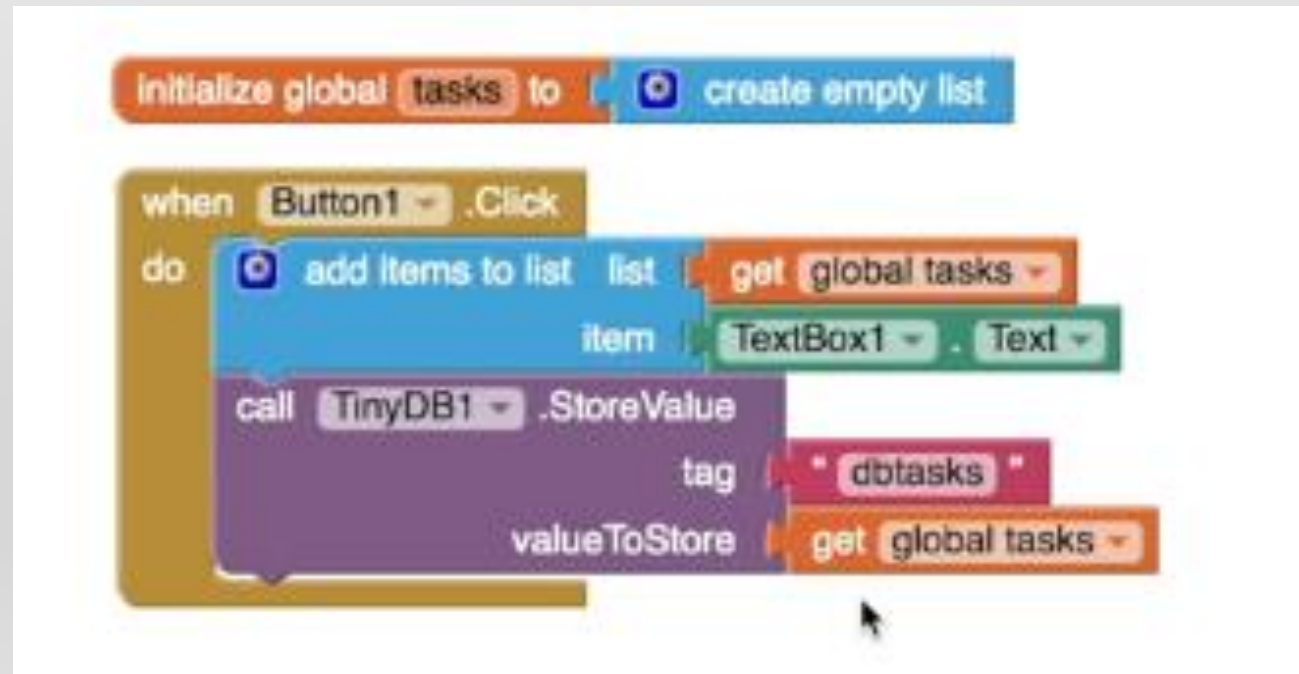 initialize global tasks to create empty list
when Button1 .Click
do add items to list list get global tasks
item TextBox1 . Text
call TinyDB1 .StoreValue
tag " dbtasks "
valueToStore get global tasks